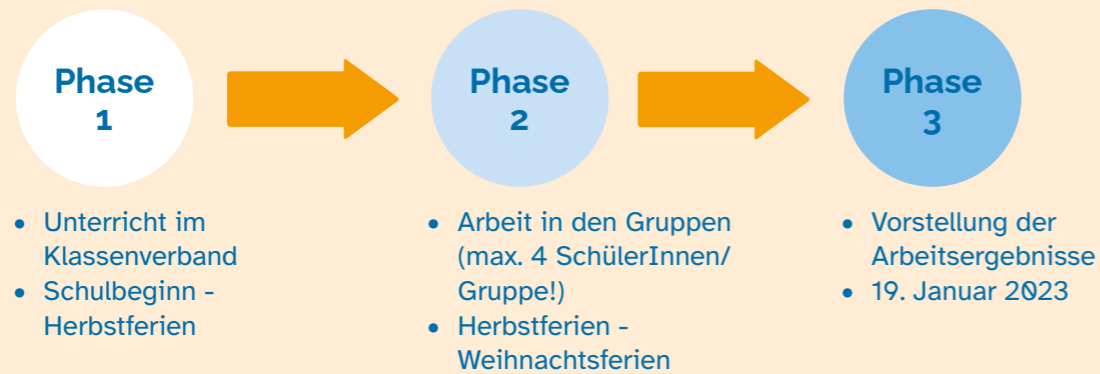 Phase
1
Phase
2
Phase
3
• Unterricht im
Klassenverband
• Schulbeginn -
Herbstferien
• Arbeit in den Gruppen
(max. 4 SchülerInnen/
Gruppe!)
• Herbstferien -
Weihnachtsferien
• Vorstellung der
Arbeitsergebnisse
• 19. Januar 2023